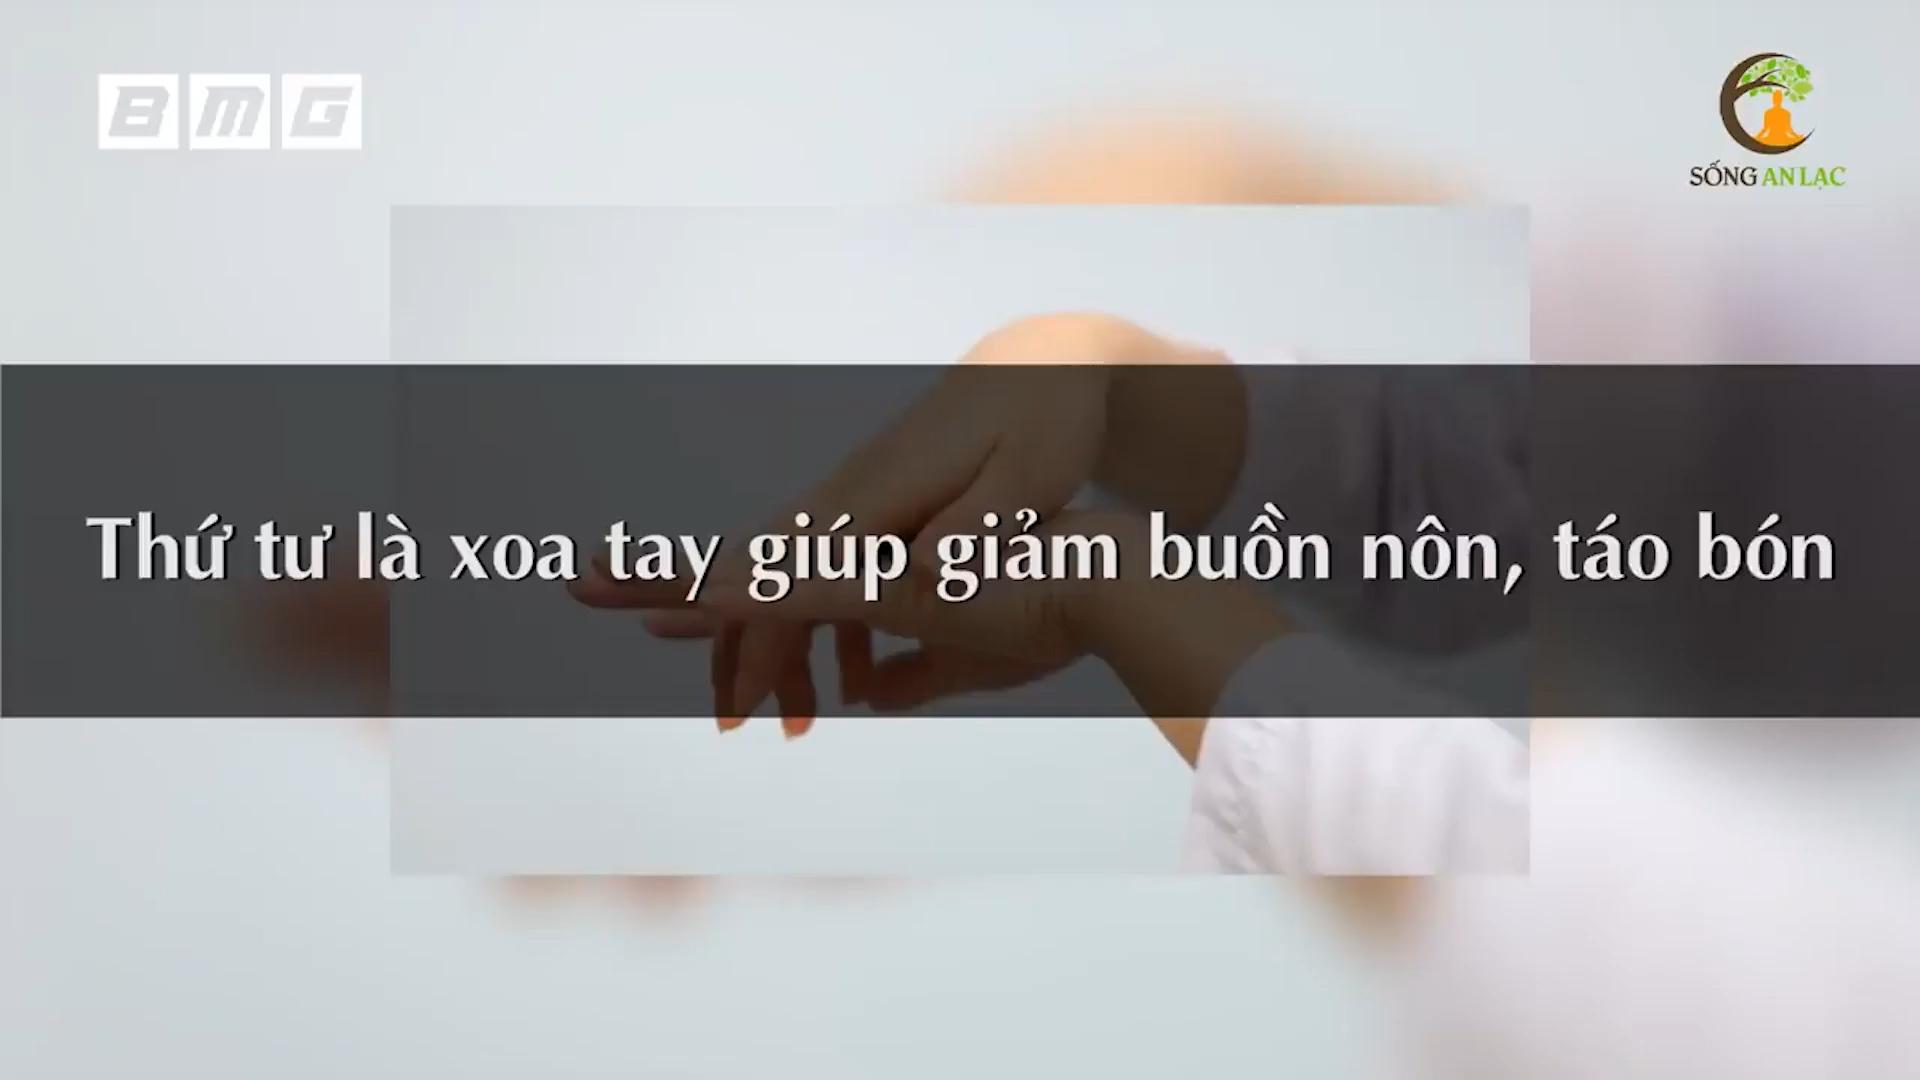 BMG
SỐNG AN LẠC
Thứ tư là xoa tay giúp giảm buồn nôn, táo bón